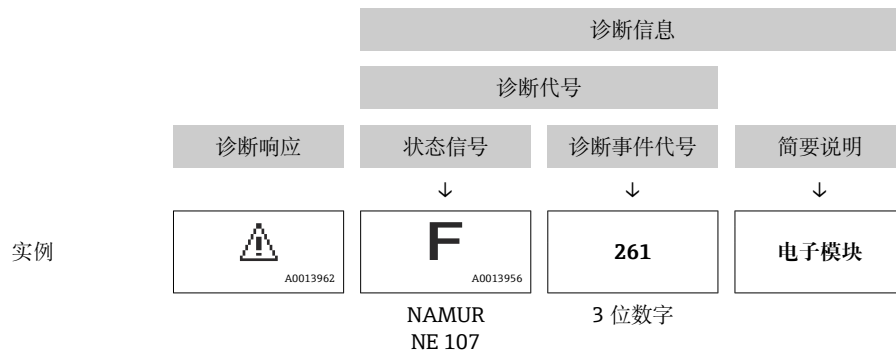 诊断信息
诊断代号
诊断响应 状态信号 诊断事件代号 简要说明
↓ ↓ ↓
实例 A0013962 F A0013956 261 电子模块
NAMUR NE 107 3 位数字